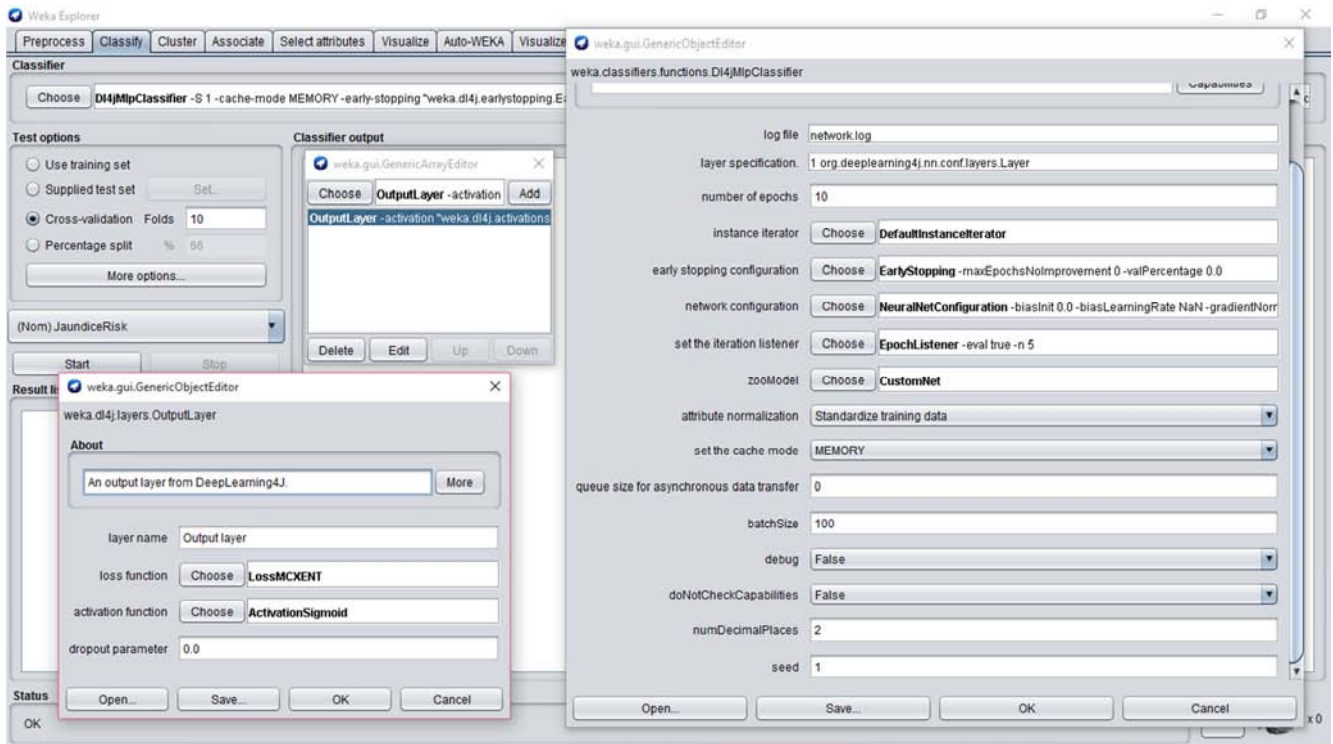 Weka Explorer
Preprocess Classify Cluster Associate Select attributes Visualize Auto-WEKA Visualize
Classifier
Choose Dl4jMlpClassifier -S 1 -cache-mode MEMORY -early-stopping "weka.dl4j.earlystopping.Ea
Test options
Use training set
Supplied test set Set...
Cross-validation Folds 10
Percentage split % 66
More options...
(Nom) JaundiceRisk
Start Stop
Result li
Classifier output
weka.gui.GenericArrayEditor
Choose OutputLayer -activation Add
OutputLayer -activation "weka.dl4j.activations
Delete Edit Up Down
weka.gui.GenericObjectEditor
weka.dl4j.layers.OutputLayer
About
An output layer from DeepLearning4J.
More
layer name Output layer
loss function Choose LossMCXENT
activation function Choose ActivationSigmoid
dropout parameter 0.0
Open... Save... OK Cancel
Status
OK
x 0
weka.gui.GenericObjectEditor
weka.classifiers.functions.Dl4jMlpClassifier
Capabilities
log file network.log
layer specification. 1 org.deeplearning4j.nn.conf.layers.Layer
number of epochs 10
instance iterator Choose DefaultInstanceIterator
early stopping configuration Choose EarlyStopping -maxEpochsNoImprovement 0 -valPercentage 0.0
network configuration Choose NeuralNetConfiguration -biasInit 0.0 -biasLearningRate NaN -gradientNorr
set the iteration listener Choose EpochListener -eval true -n 5
zooModel Choose CustomNet
attribute normalization Standardize training data
set the cache mode MEMORY
queue size for asynchronous data transfer 0
batchSize 100
debug False
doNotCheckCapabilities False
numDecimalPlaces 2
seed 1
Open... Save... OK Cancel